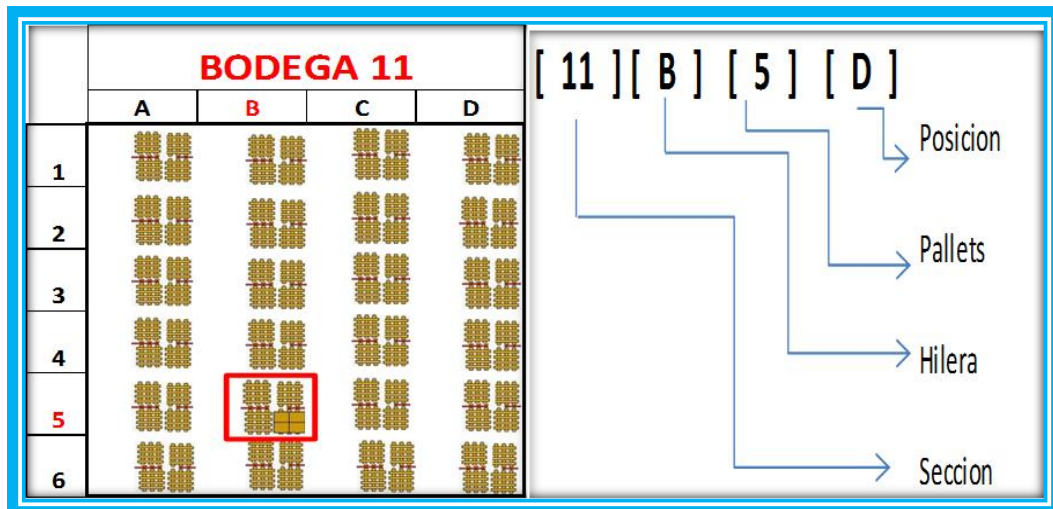 BODEGA 11
A B C D
1
2
3
4
5
6
[ 11 ][ B ] [ 5 ] [ D ]
Posicion
Pallets
Hilera
Seccion